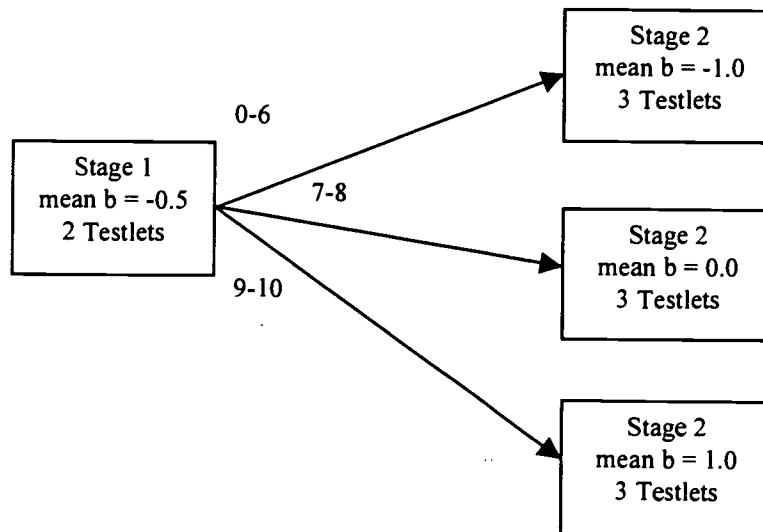 Stage 1
mean b = -0.5
2 Testlets
0-6
7-8
9-10
Stage 2
mean b = -1.0
3 Testlets
Stage 2
mean b = 0.0
3 Testlets
Stage 2
mean b = 1.0
3 Testlets